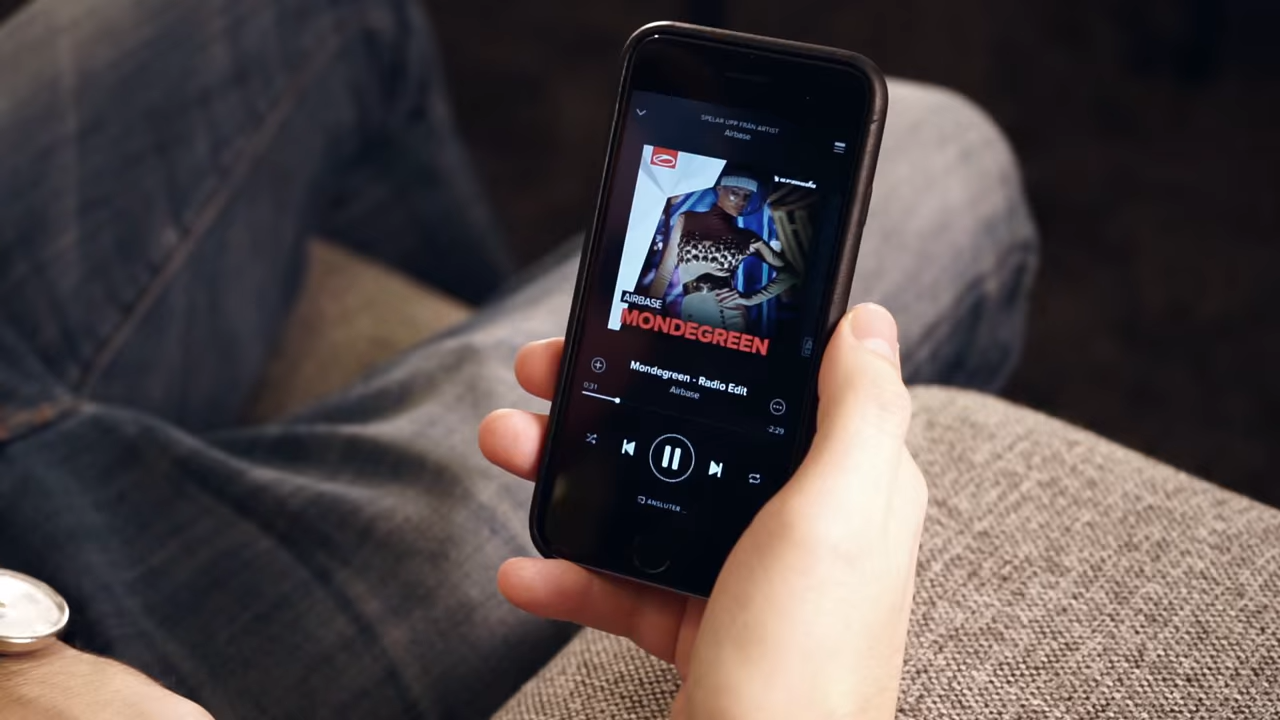 SPELAR UPP FRÅN ARTIST
Airbase
AIRBASE
MONDEGREEN
Mondegreen - Radio Edit
Airbase
0:31
-2:29
ANSLUTER ...